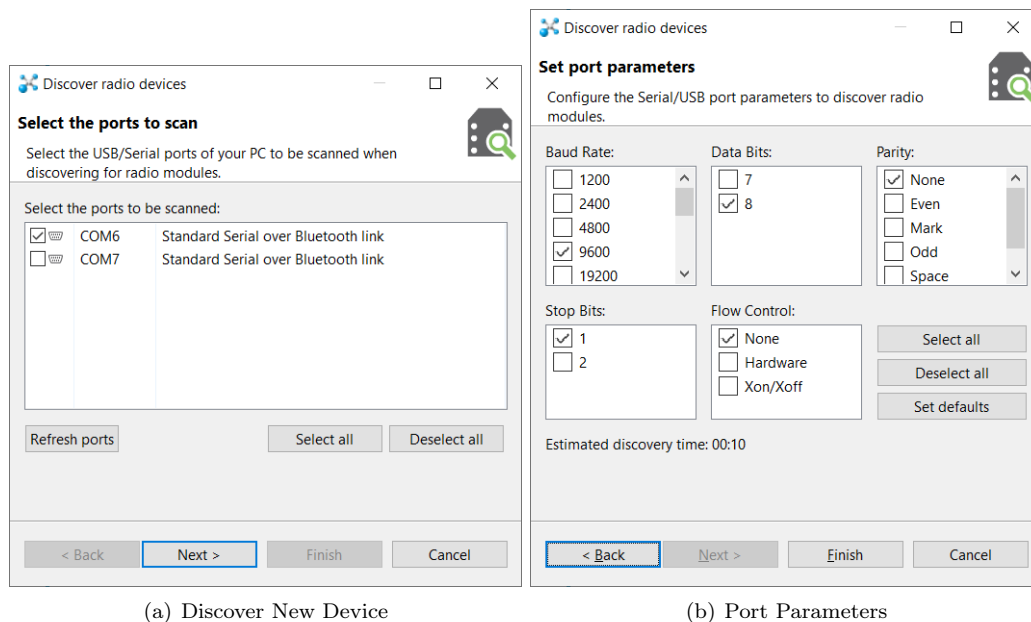 Discover radio devices
Select the ports to scan
Select the USB/Serial ports of your PC to be scanned when
discovering for radio modules.
Select the ports to be scanned:
COM6 Standard Serial over Bluetooth link
COM7 Standard Serial over Bluetooth link
Refresh ports Select all Deselect all
< Back Next > Finish Cancel
(a) Discover New Device
Discover radio devices
Set port parameters
Configure the Serial/USB port parameters to discover radio
modules.
Baud Rate: Data Bits: Parity:
1200 7 None
2400 8 Even
4800 Mark
9600 Odd
19200 Space
Stop Bits: Flow Control:
1 None Select all
2 Hardware Deselect all
Xon/Xoff Set defaults
Estimated discovery time: 00:10
< Back Next > Finish Cancel
(b) Port Parameters